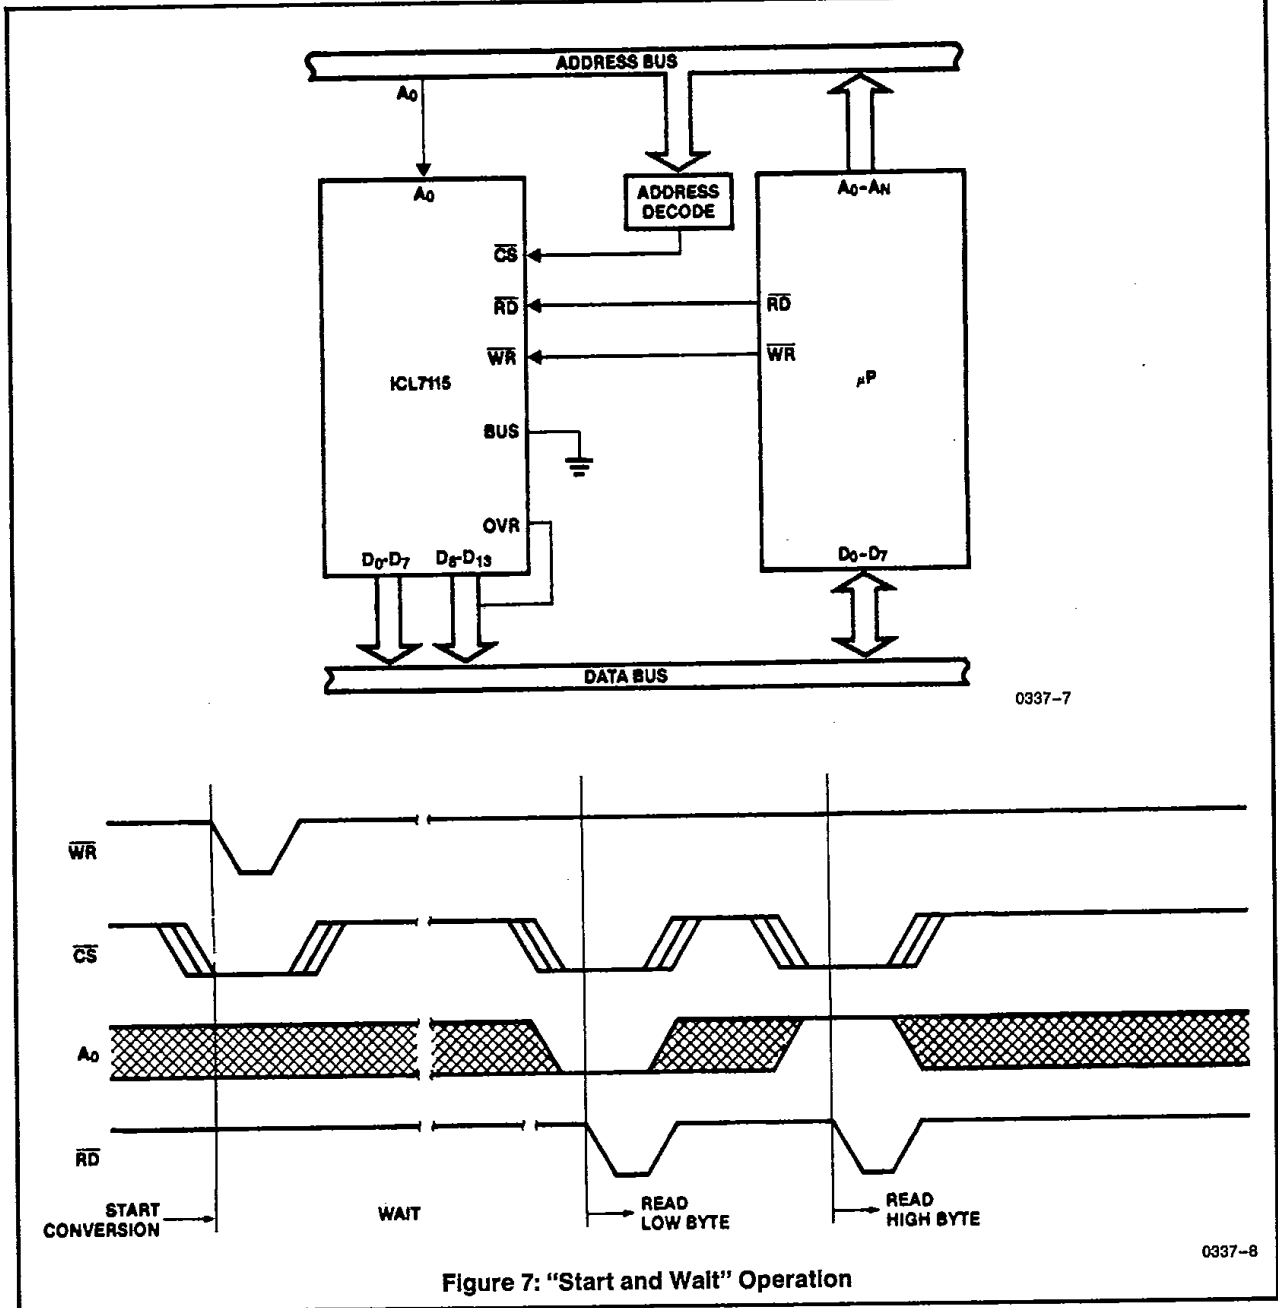 ADDRESS BUS
A0
A0
ADDRESS
DECODE
A0-AN
CS
RD
RD
WR
WR
ICL7115
μP
BUS
OVR
D0-D7
D8-D13
D0-D7
DATA BUS
0337-7
WR
CS
A0
RD
START
CONVERSION
WAIT
READ
LOW BYTE
READ
HIGH BYTE
0337-8
Figure 7: "Start and Wait" Operation